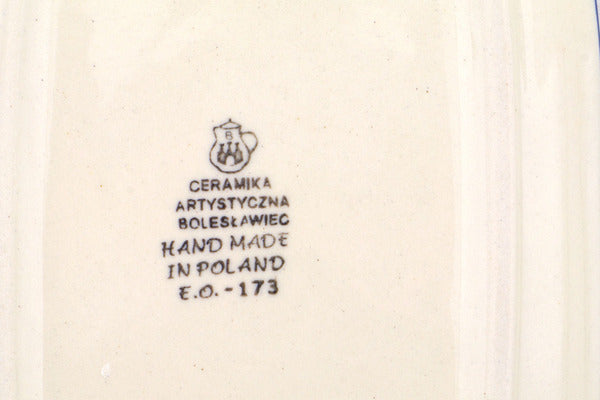 B
CERAMIKA
ARTYSTYCZNA
BOLESŁAWIEC
HAND MADE
IN POLAND
E.O. - 173